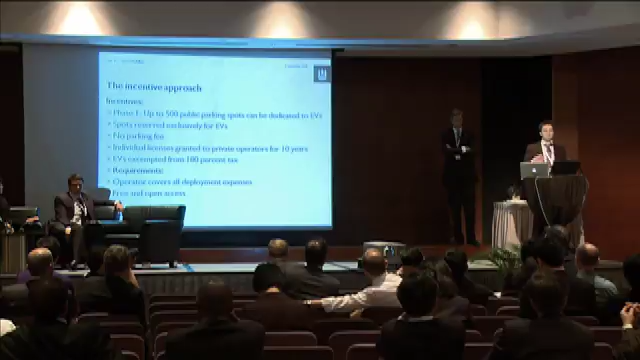 The incentive approach
Incentives:
Phase I: Up to 500 public parking spots can be dedicated to EVs
Spots reserved exclusively for EVs
No parking fee
Individual licenses granted to private operators for 10 years
EVs exempted from 180 percent tax
Requirements:
Operator covers all deployment expenses
Free and open access